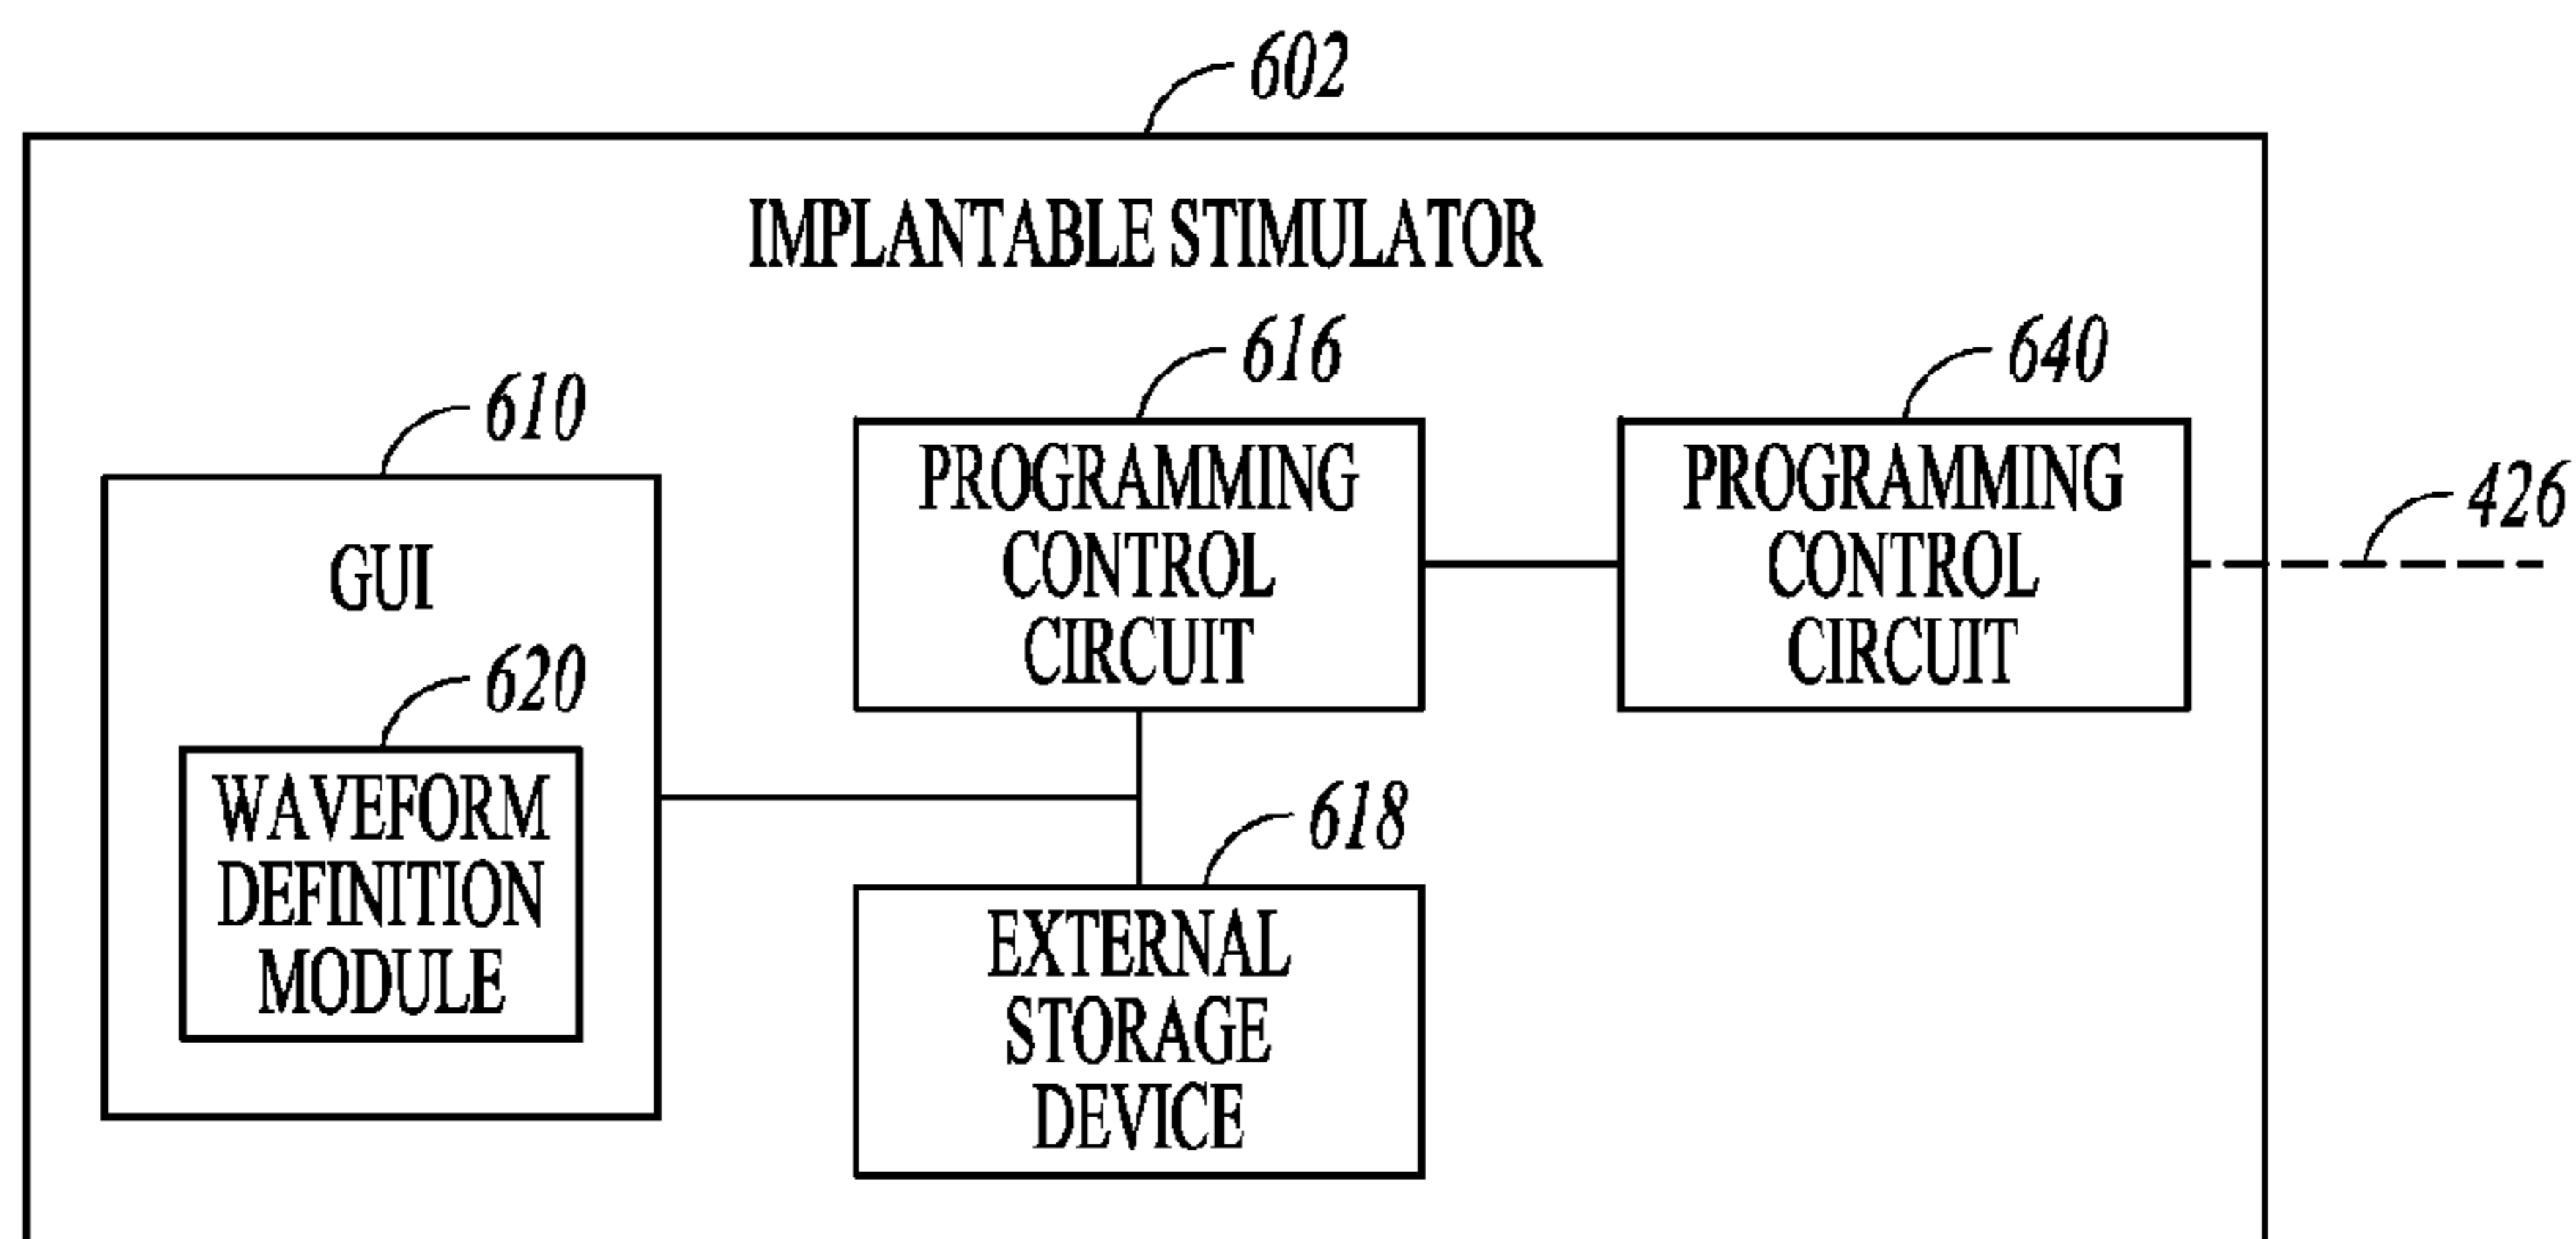 602
IMPLANTABLE STIMULATOR
616
640
610
PROGRAMMING
CONTROL
CIRCUIT
PROGRAMMING
CONTROL
CIRCUIT
426
GUI
620
WAVEFORM
DEFINITION
MODULE
618
EXTERNAL
STORAGE
DEVICE